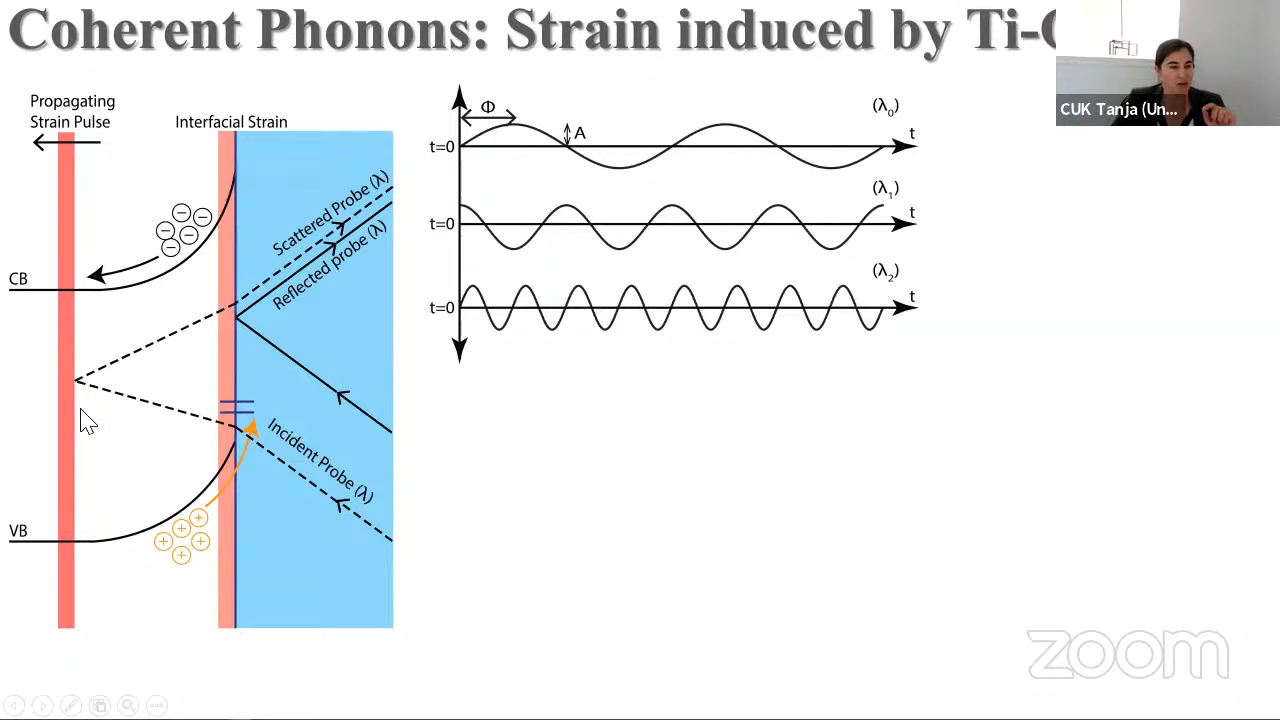 Coherent Phonons: Strain induced by Ti-
CUK Tanja (Un...
Propagating
Strain Pulse
Interfacial Strain
CB
VB
Scattered Probe (λ)
Reflected probe (λ)
Incident Probe (λ)
Φ
A
(λ0)
t=0
t
(λ1)
t=0
t
(λ2)
t=0
t
zoom